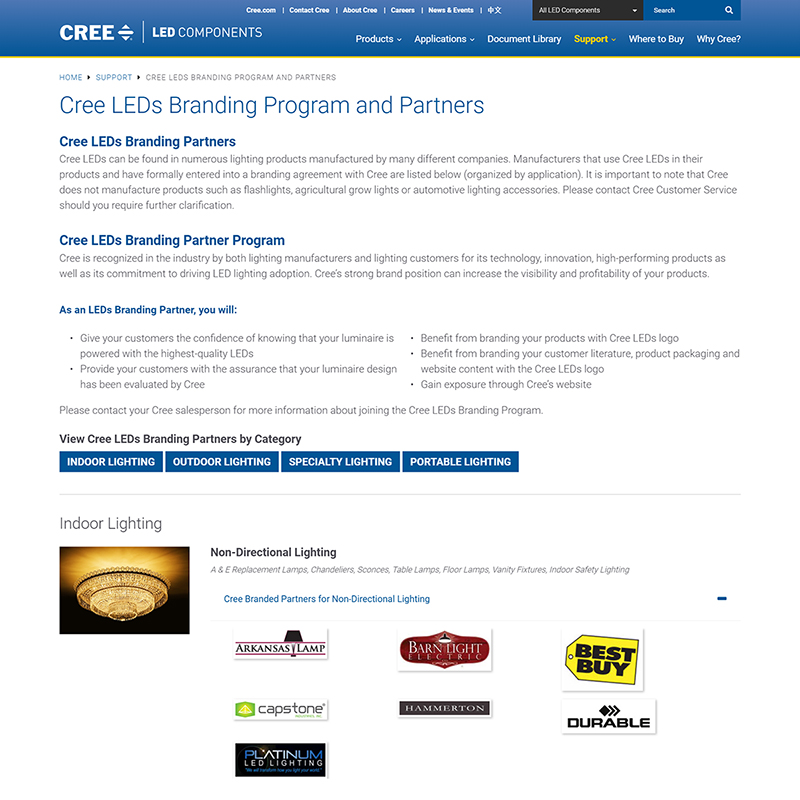 Cree.com | Contact Cree | About Cree | Careers | News & Events | 中文
All LED Components
Search
CREE LED COMPONENTS
Products Applications Document Library Support Where to Buy Why Cree?
HOME SUPPORT CREE LEDS BRANDING PROGRAM AND PARTNERS
Cree LEDs Branding Program and Partners
Cree LEDs Branding Partners
Cree LEDs can be found in numerous lighting products manufactured by many different companies. Manufacturers that use Cree LEDs in their
products and have formally entered into a branding agreement with Cree are listed below (organized by application). It is important to note that Cree
does not manufacture products such as flashlights, agricultural grow lights or automotive lighting accessories. Please contact Cree Customer Service
should you require further clarification.
Cree LEDs Branding Partner Program
Cree is recognized in the industry by both lighting manufacturers and lighting customers for its technology, innovation, high-performing products as
well as its commitment to driving LED lighting adoption. Cree's strong brand position can increase the visibility and profitability of your products.
As an LEDs Branding Partner, you will:
• Give your customers the confidence of knowing that your luminaire is
powered with the highest-quality LEDs
• Provide your customers with the assurance that your luminaire design
has been evaluated by Cree
• Benefit from branding your products with Cree LEDs logo
• Benefit from branding your customer literature, product packaging and
website content with the Cree LEDs logo
• Gain exposure through Cree's website
Please contact your Cree salesperson for more information about joining the Cree LEDs Branding Program.
View Cree LEDs Branding Partners by Category
INDOOR LIGHTING OUTDOOR LIGHTING SPECIALTY LIGHTING PORTABLE LIGHTING
Indoor Lighting
Non-Directional Lighting
A & E Replacement Lamps, Chandeliers, Sconces, Table Lamps, Floor Lamps, Vanity Fixtures, Indoor Safety Lighting
Cree Branded Partners for Non-Directional Lighting
ARKANSAS LAMP
BARN LIGHT
ELECTRIC
BEST
BUY
capstone
INDUSTRIES, INC.
HAMMERTON
DURABLE
PLATINUM
LED LIGHTING
"We will transform how you light your world."